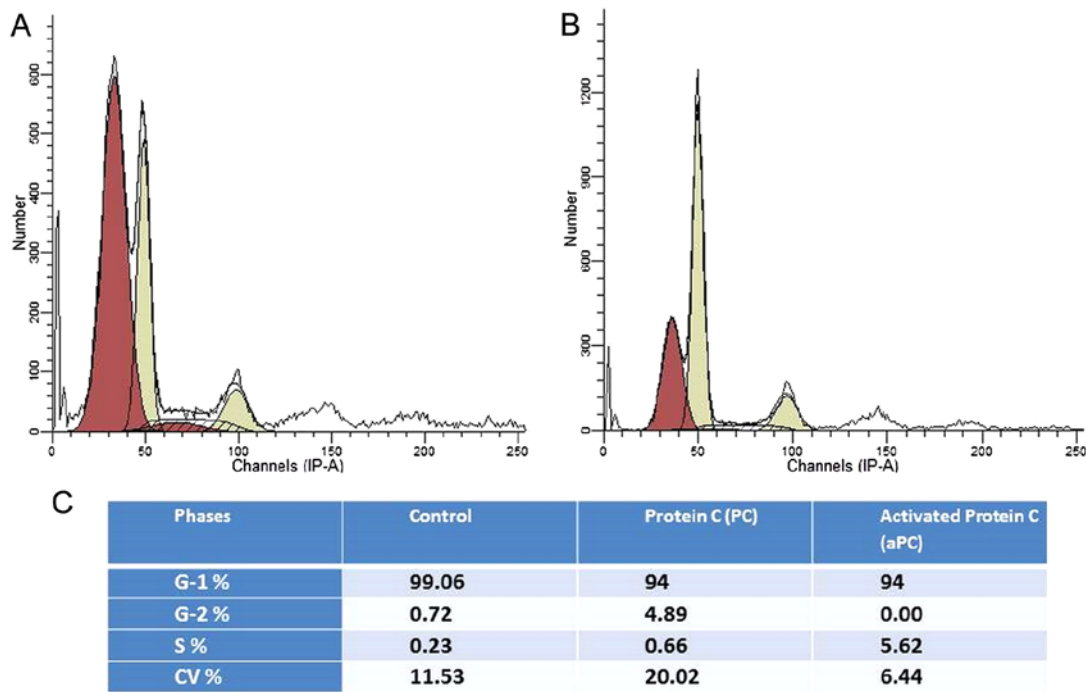 A
Number
0 100 200 300 400 500 600
0 50 100 150 200 250
Channels (IP-A)
B
Number
0 300 600 900 1200
0 50 100 150 200 250
Channels (IP-A)
C
Phases Control Protein C (PC) Activated Protein C
(aPC)
G-1 % 99.06 94 94
G-2 % 0.72 4.89 0.00
S % 0.23 0.66 5.62
CV % 11.53 20.02 6.44